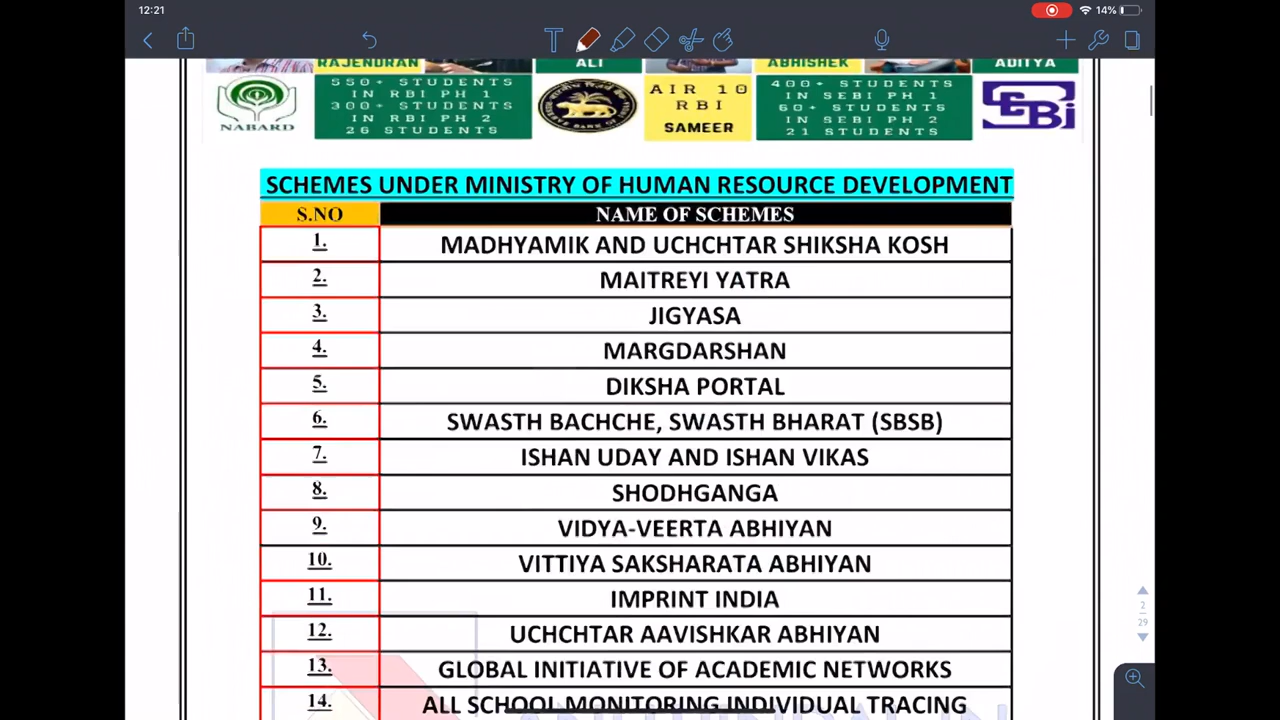 12:21
14%
T
RAJENDRAN
ALI
ABHISHEK
ADITYA
NABARD
550+ STUDENTS
IN RBI PH 1
300+ STUDENTS
IN RBI PH 2
26 STUDENTS
AIR 10
RBI
SAMEER
400+ STUDENTS
IN SEBI PH 1
60+ STUDENTS
IN SEBI PH 2
21 STUDENTS
SEBI
SCHEMES UNDER MINISTRY OF HUMAN RESOURCE DEVELOPMENT
S.NO NAME OF SCHEMES
1. MADHYAMIK AND UCHCHTAR SHIKSHA KOSH
2. MAITREYI YATRA
3. JIGYASA
4. MARGDARSHAN
5. DIKSHA PORTAL
6. SWASTH BACHCHE, SWASTH BHARAT (SBSB)
7. ISHAN UDAY AND ISHAN VIKAS
8. SHODHGANGA
9. VIDYA-VEERTA ABHIYAN
10. VITTIYA SAKSHARATA ABHIYAN
11. IMPRINT INDIA
12. UCHCHTAR AAVISHKAR ABHIYAN
13. GLOBAL INITIATIVE OF ACADEMIC NETWORKS
14. ALL SCHOOL MONITORING INDIVIDUAL TRACING
2
29